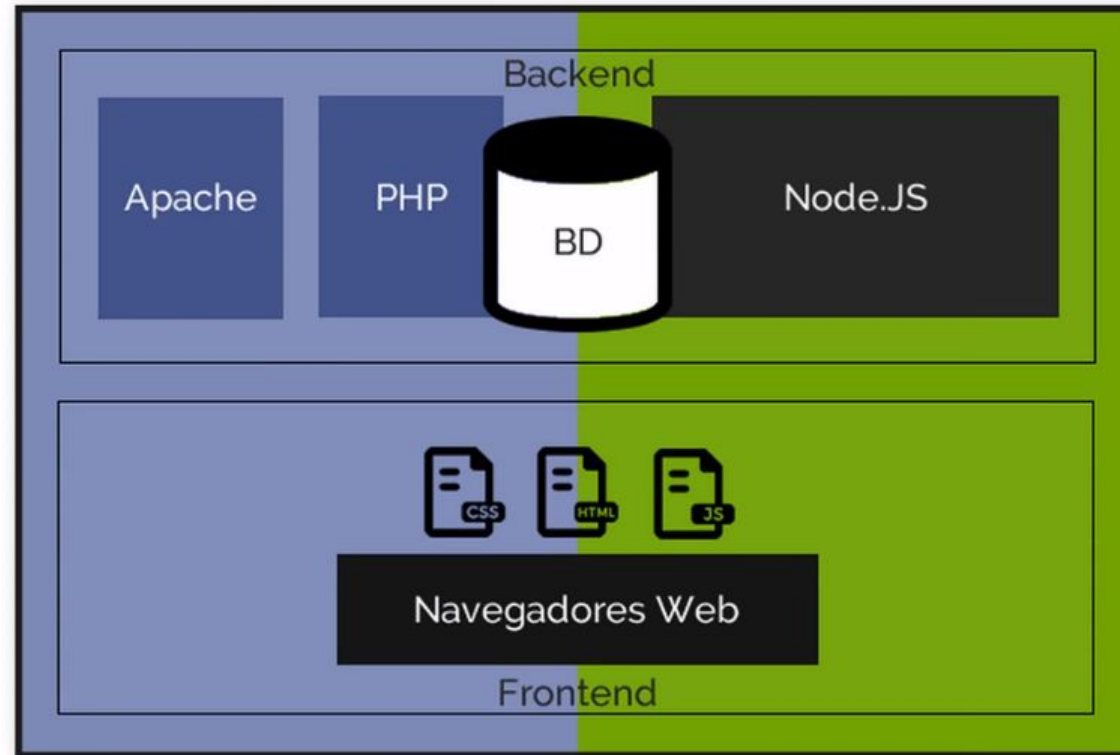 Backend
Apache
PHP
BD
Node.JS
CSS
HTML
JS
Navegadores Web
Frontend